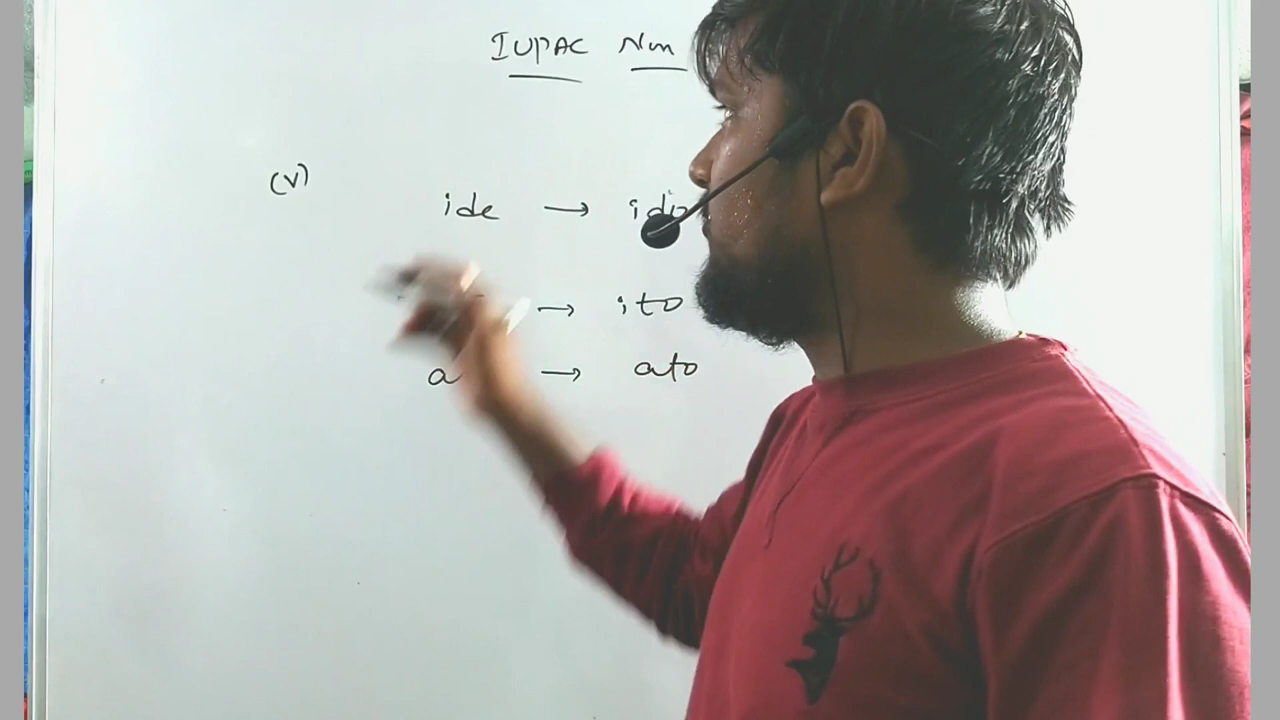 IUPAC Nm
(v)
ide → ido
→ ito
a → ato